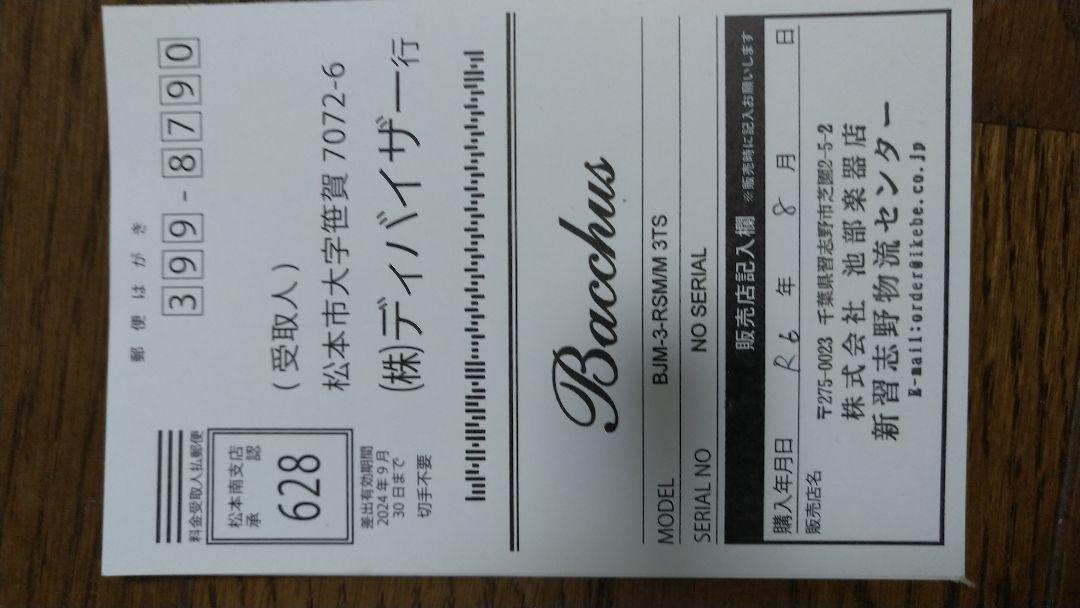 郵便はがき
399-8790
料金受取人払郵便
松本南支店
承認
628
差出有効期間
2024年9月
30日まで
切手不要
(受取人)
松本市大字笹賀7072-6
(株)ディバイザー行
Bacchus
MODEL BJM-3-RSM/M 3TS
SERIAL NO NO SERIAL
販売店記入欄 ※販売時に記入お願いします
購入年月日 R6年 8月 日
販売店名
〒275-0023 千葉県習志野市芝園2-5-2
株式会社 池部楽器店
新習志野物流センター
E-mail:order@ikebe.co.jp